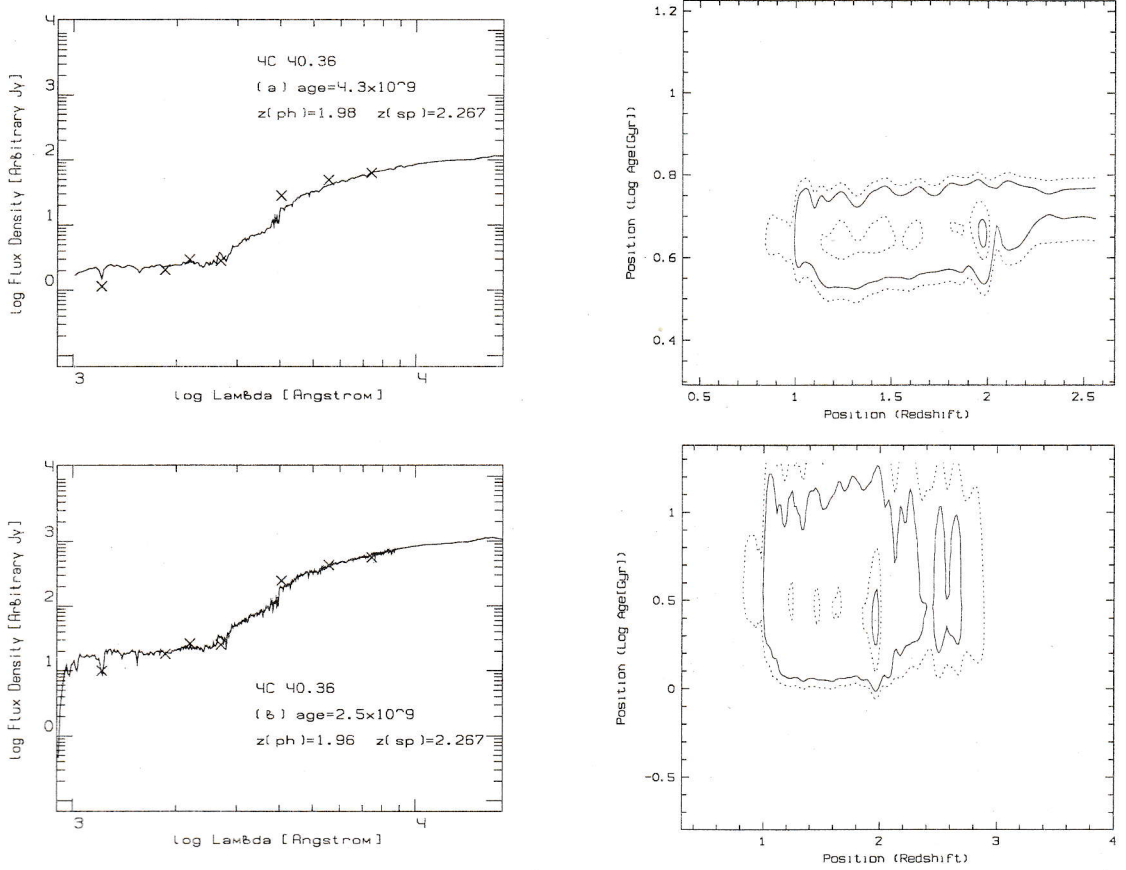 4
3
2
1
0
3
4
log Flux Density [Arbitrary Jy]
4C 40.36
(a) age=4.3x10^9
z(ph)=1.98 z(sp)=2.267
log Lambda [Angstrom]
1.2
1
0.8
0.6
0.4
0.5
1
1.5
2
2.5
Position (Log Age[Gyr])
Position (Redshift)
4
3
2
1
0
3
4
log Flux Density [Arbitrary Jy]
4C 40.36
(b) age=2.5x10^9
z(ph)=1.96 z(sp)=2.267
log Lambda [Angstrom]
1
0.5
0
-0.5
1
2
3
4
Position (Log Age[Gyr])
Position (Redshift)